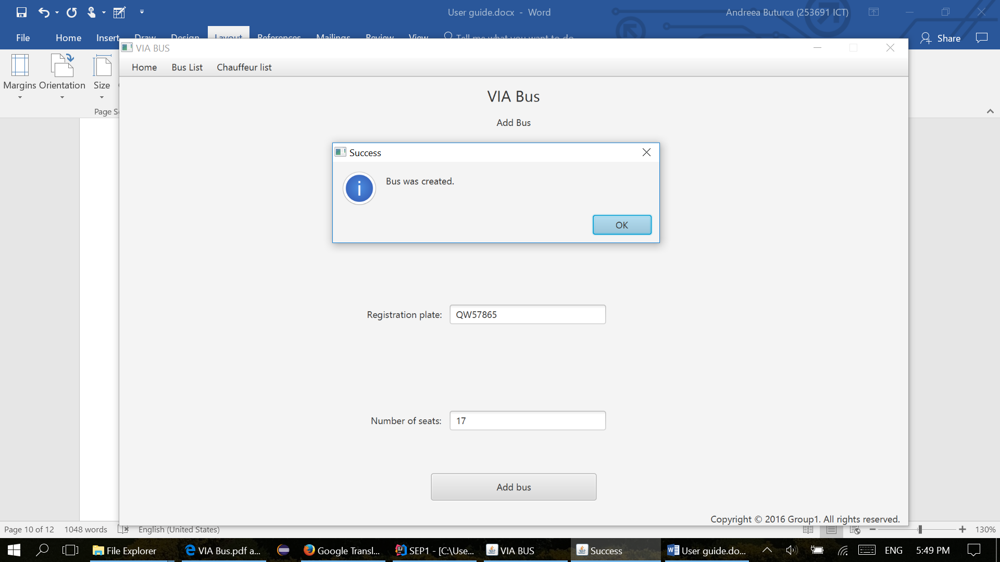 User guide.docx - Word
Andreea Buturca (253691 ICT)
File Home Insert Draw Design Layout References Mailings Review View Tell me what you want to do
Share
VIA BUS
Margins Orientation Size
Page
Home Bus List Chauffeur list
VIA Bus
Add Bus
Success
i
Bus was created.
OK
Registration plate: QW57865
Number of seats: 17
Add bus
Copyright © 2016 Group1. All rights reserved.
Page 10 of 12 1048 words English (United States) 130%
File Explorer VIA Bus.pdf a... Google Transl... SEP1 - [C:\Use... VIA BUS Success User guide.do... ENG 5:49 PM